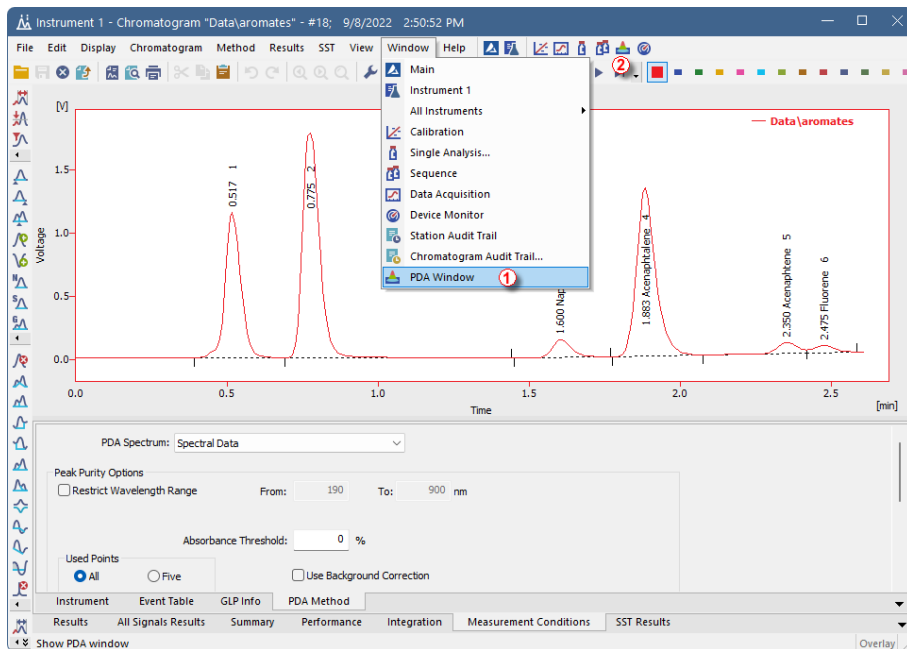 Instrument 1 - Chromatogram "Data\aromates" - #18; 9/8/2022 2:50:52 PM
File Edit Display Chromatogram Method Results SST View Window Help
2
Main
Instrument 1
All Instruments
Calibration
Single Analysis...
Sequence
Data Acquisition
Device Monitor
Station Audit Trail
Chromatogram Audit Trail...
PDA Window 1
[V]
Data\aromates
Voltage
1.5
1.0
0.5
0.0
0.517 1
0.775 2
1.600 Nap
1.883 Acenaphtalene 4
2.350 Acenaphtene 5
2.475 Fluorene 6
0.0 0.5 1.0 1.5 2.0 2.5
Time
[min]
PDA Spectrum: Spectral Data
Peak Purity Options
Restrict Wavelength Range From: 190 To: 900 nm
Absorbance Threshold: 0 %
Used Points
All Five Use Background Correction
Instrument Event Table GLP Info PDA Method
Results All Signals Results Summary Performance Integration Measurement Conditions SST Results
Show PDA window Overlay